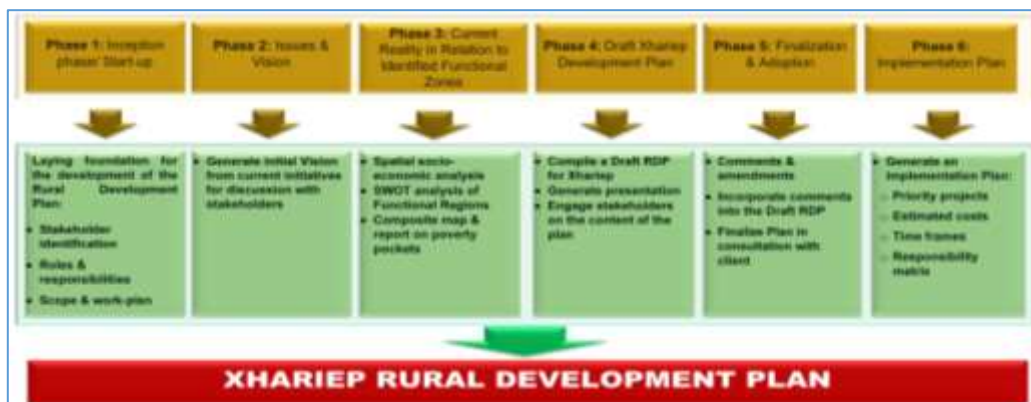 Phase 1: Inception
phase/ Start-up
Phase 2: Issues &
Vision
Phase 3: Current
Reality in Relation to
Identified Functional
Zones
Phase 4: Draft Xhariep
Development Plan
Phase 5: Finalization
& Adoption
Phase 6:
Implementation Plan
Laying foundation for
the development of the
Rural Development
Plan:
• Stakeholder
identification
• Roles &
responsibilities
• Scope & work-plan
• Generate initial Vision
from current initiatives
for discussion with
stakeholders
• Spatial socio-
economic analysis
• SWOT analysis of
Functional Regions
• Composite map &
report on poverty
pockets
• Compile a Draft RDP
for Xhariep
• Generate presentation
• Engage stakeholders
on the content of the
plan
• Comments &
amendments
• Incorporate comments
into the Draft RDP
• Finalise Plan in
consultation with
client
• Generate an
Implementation Plan:
o Priority projects
o Estimated costs
o Time frames
o Responsibility
matrix
XHARIEP RURAL DEVELOPMENT PLAN